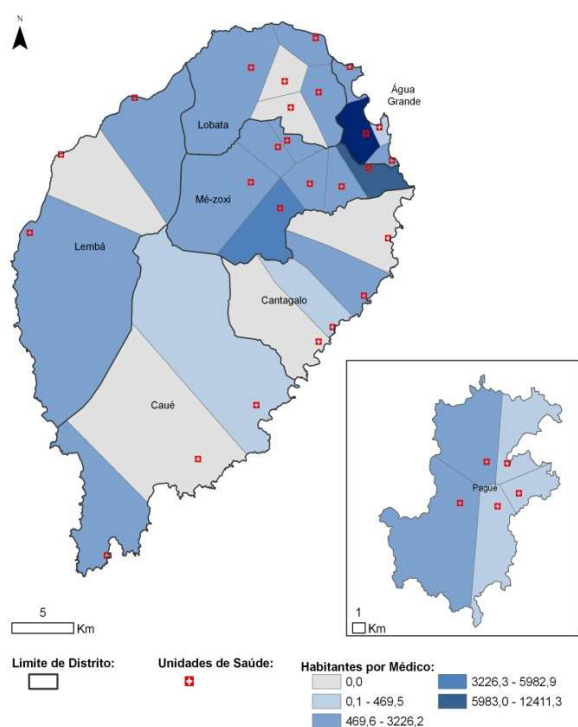 N
Água
Grande
Lobata
Mé-zoxi
Lembá
Cantagalo
Caué
Pagué
5
Km
1
Km
Limite de Distrito:
Unidades de Saúde:
Habitantes por Médico:
0,0
0,1 - 469,5
469,6 - 3226,2
3226,3 - 5982,9
5983,0 - 12411,3